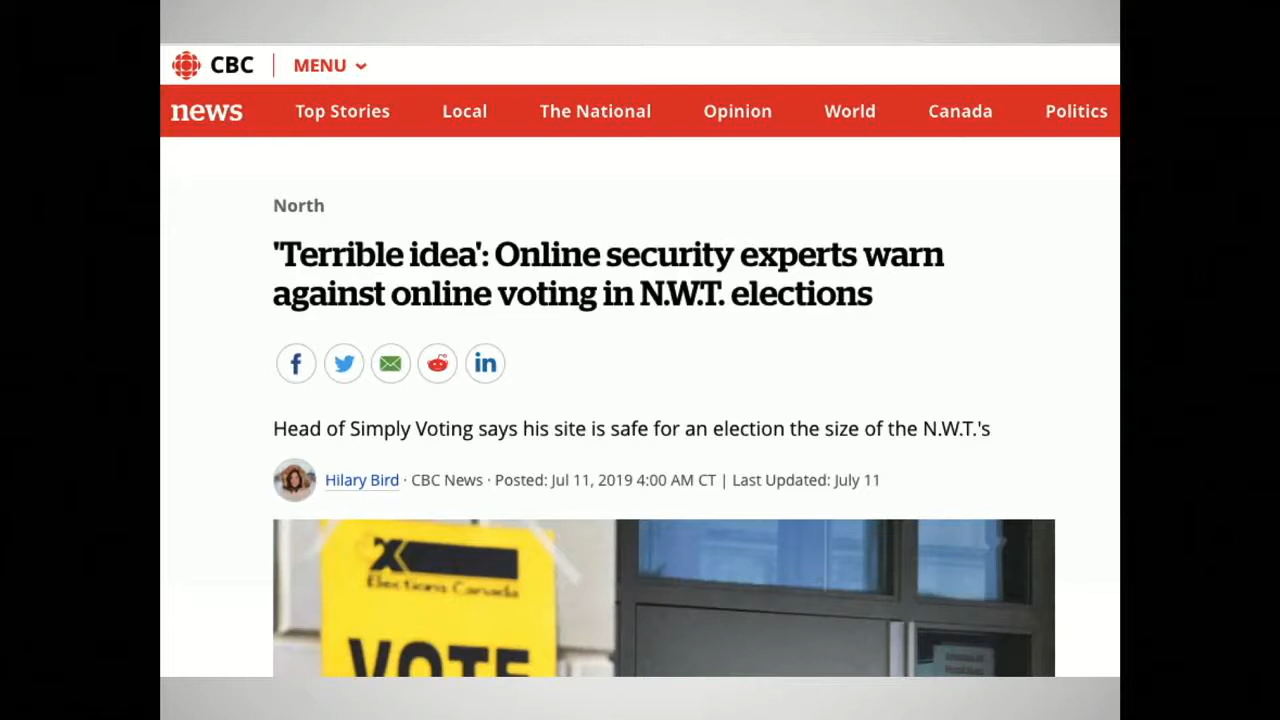 CBC MENU
news Top Stories Local The National Opinion World Canada Politics
North
'Terrible idea': Online security experts warn
against online voting in N.W.T. elections
f in
Head of Simply Voting says his site is safe for an election the size of the N.W.T.'s
Hilary Bird · CBC News · Posted: Jul 11, 2019 4:00 AM CT | Last Updated: July 11
Elections Canada
VOTE